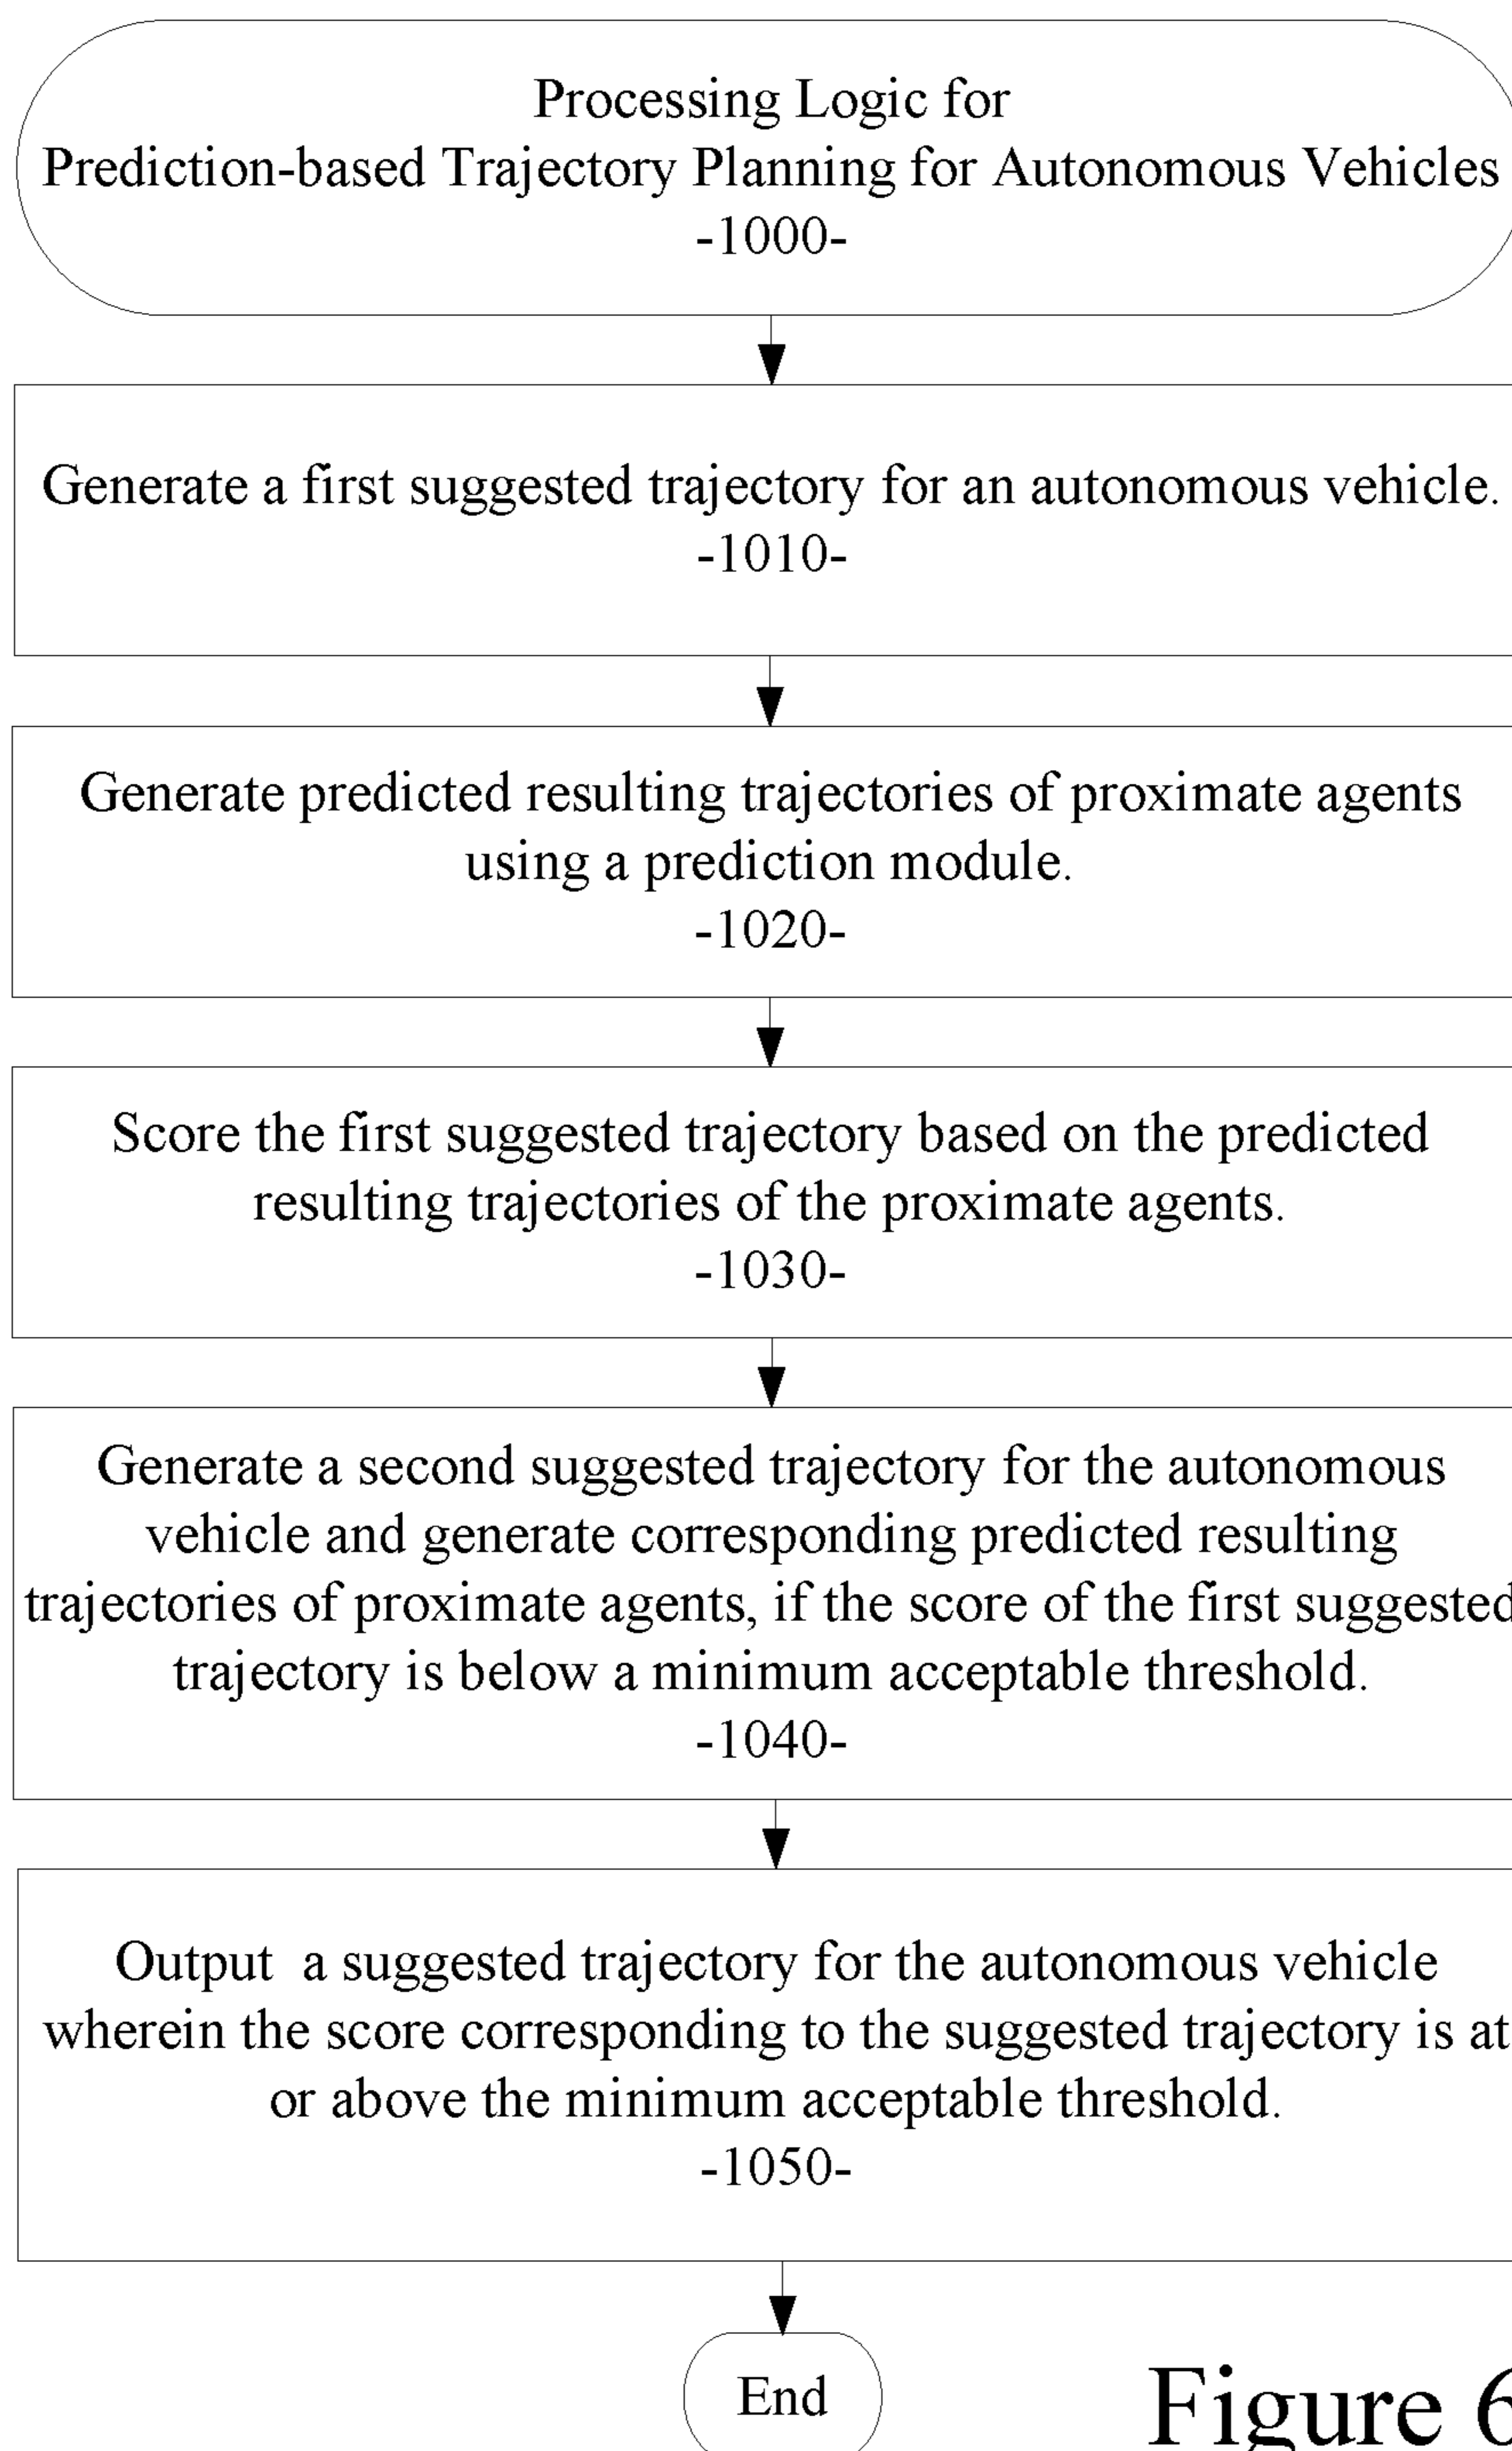 Processing Logic for
Prediction-based Trajectory Planning for Autonomous Vehicles
-1000-
Generate a first suggested trajectory for an autonomous vehicle.
-1010-
Generate predicted resulting trajectories of proximate agents
using a prediction module.
-1020-
Score the first suggested trajectory based on the predicted
resulting trajectories of the proximate agents.
-1030-
Generate a second suggested trajectory for the autonomous
vehicle and generate corresponding predicted resulting
trajectories of proximate agents, if the score of the first suggested
trajectory is below a minimum acceptable threshold.
-1040-
Output  a suggested trajectory for the autonomous vehicle
wherein the score corresponding to the suggested trajectory is at
or above the minimum acceptable threshold.
-1050-
End
Figure 6